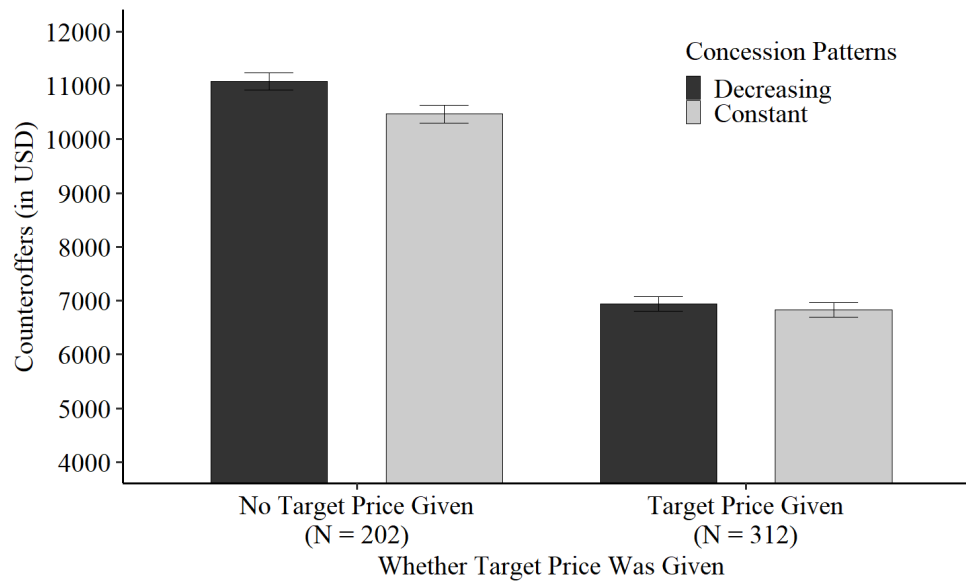 Counteroffers (in USD)
12000
11000
10000
9000
8000
7000
6000
5000
4000
Concession Patterns
Decreasing
Constant
No Target Price Given
(N = 202)
Target Price Given
(N = 312)
Whether Target Price Was Given